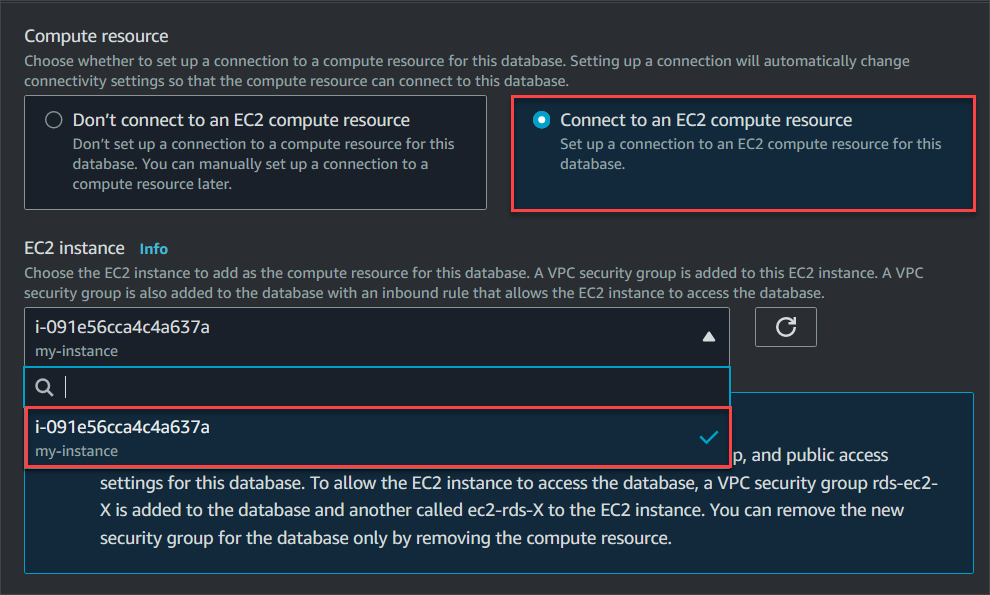 Compute resource
Choose whether to set up a connection to a compute resource for this database. Setting up a connection will automatically change
connectivity settings so that the compute resource can connect to this database.
Don’t connect to an EC2 compute resource
Don’t set up a connection to a compute resource for this
database. You can manually set up a connection to a
compute resource later.
Connect to an EC2 compute resource
Set up a connection to an EC2 compute resource for this
database.
EC2 instance Info
Choose the EC2 instance to add as the compute resource for this database. A VPC security group is added to this EC2 instance. A VPC
security group is also added to the database with an inbound rule that allows the EC2 instance to access the database.
i-091e56cca4c4a637a
my-instance
i-091e56cca4c4a637a
my-instance
, and public access
settings for this database. To allow the EC2 instance to access the database, a VPC security group rds-ec2-
X is added to the database and another called ec2-rds-X to the EC2 instance. You can remove the new
security group for the database only by removing the compute resource.